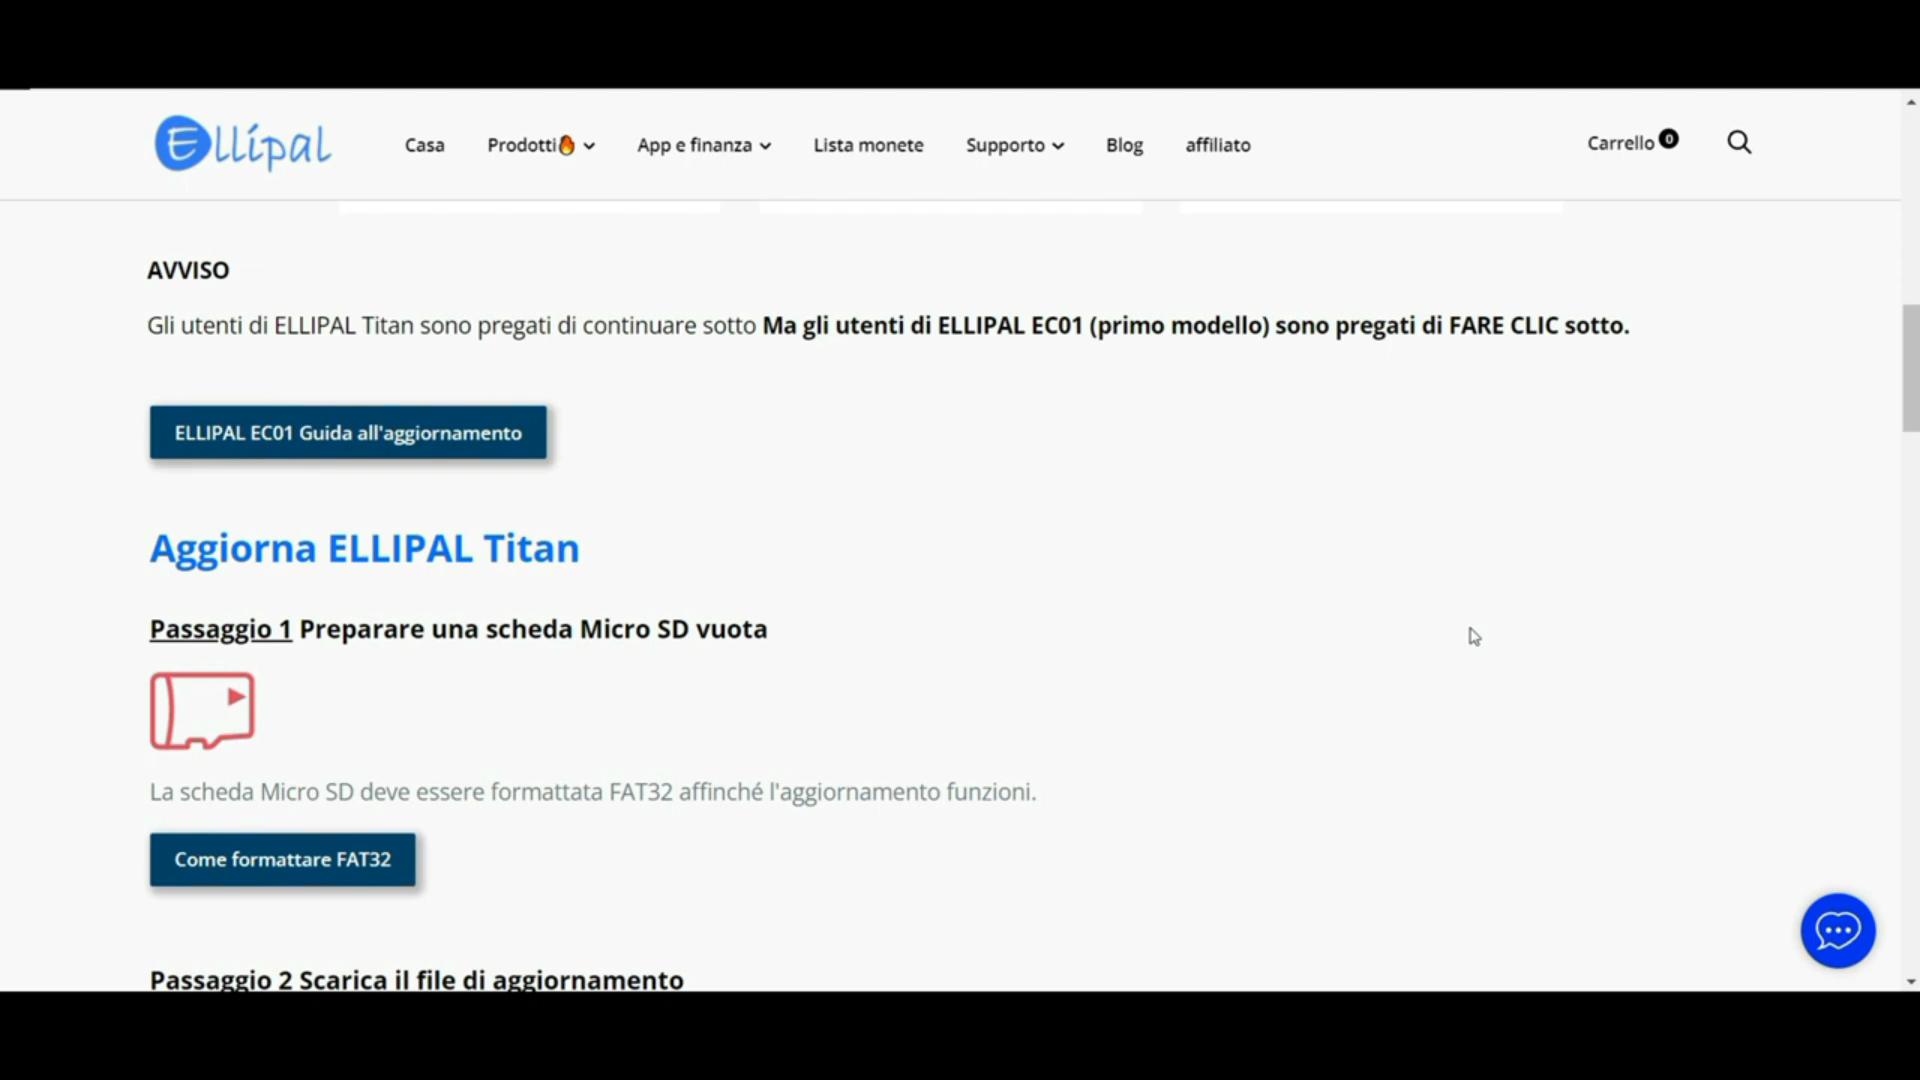 Ellipal
Casa Prodotti🔥 App e finanza Lista monete Supporto Blog affiliato Carrello 0
AVVISO
Gli utenti di ELLIPAL Titan sono pregati di continuare sotto Ma gli utenti di ELLIPAL EC01 (primo modello) sono pregati di FARE CLIC sotto.
ELLIPAL EC01 Guida all'aggiornamento
Aggiorna ELLIPAL Titan
Passaggio 1 Preparare una scheda Micro SD vuota
La scheda Micro SD deve essere formattata FAT32 affinché l'aggiornamento funzioni.
Come formattare FAT32
Passaggio 2 Scarica il file di aggiornamento